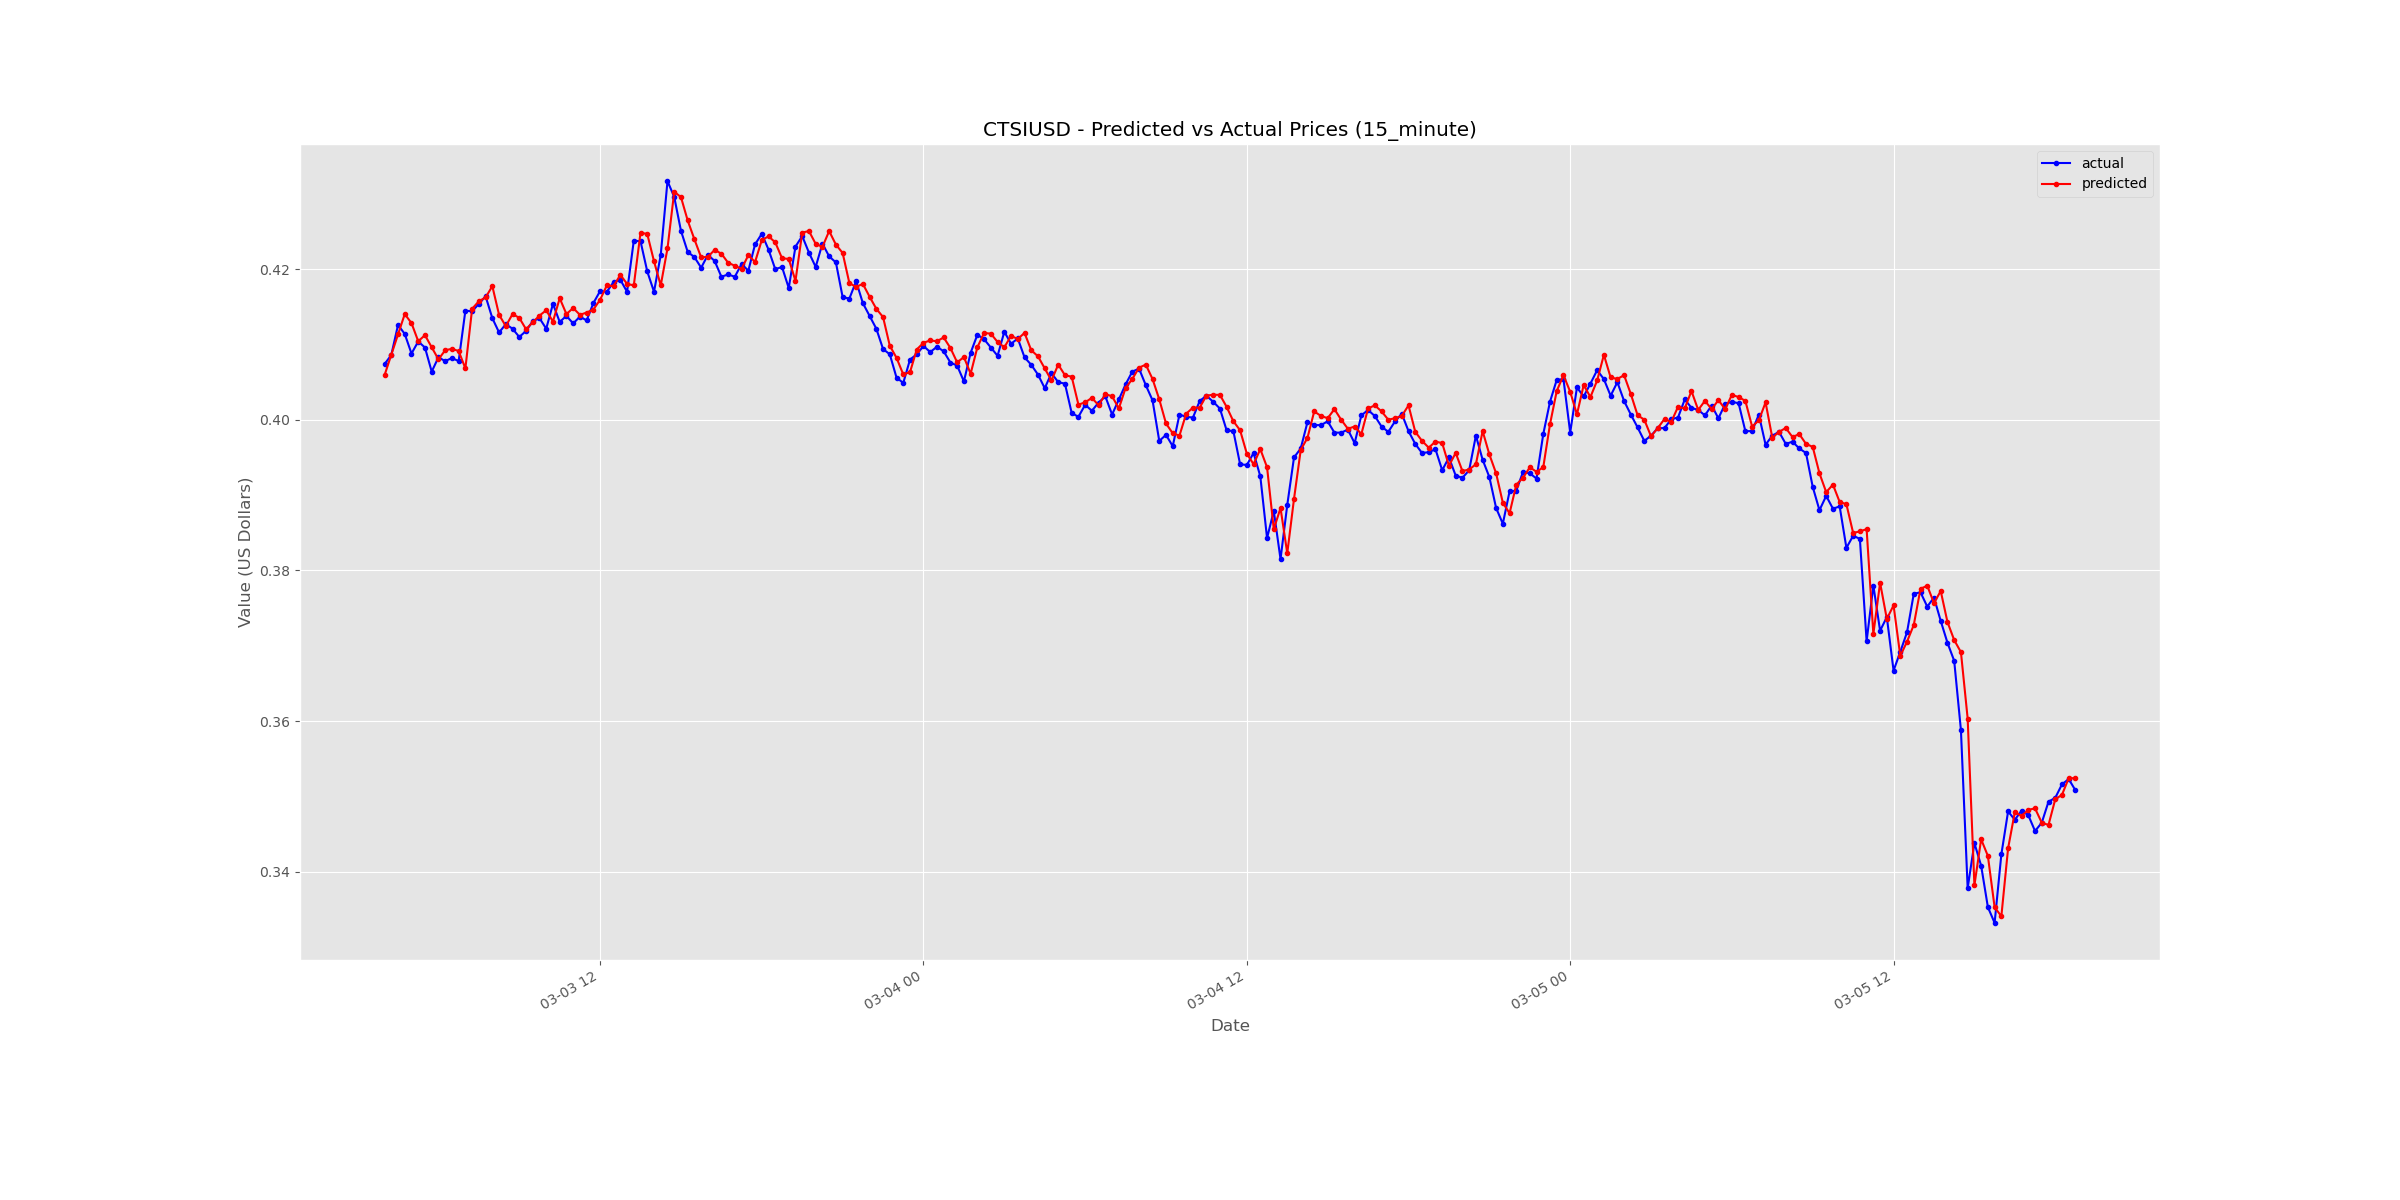 CTSIUSD - Predicted vs Actual Prices (15_minute)
actual
predicted
Value (US Dollars)
0.42
0.40
0.38
0.36
0.34
03-03 12
03-04 00
03-04 12
03-05 00
03-05 12
Date